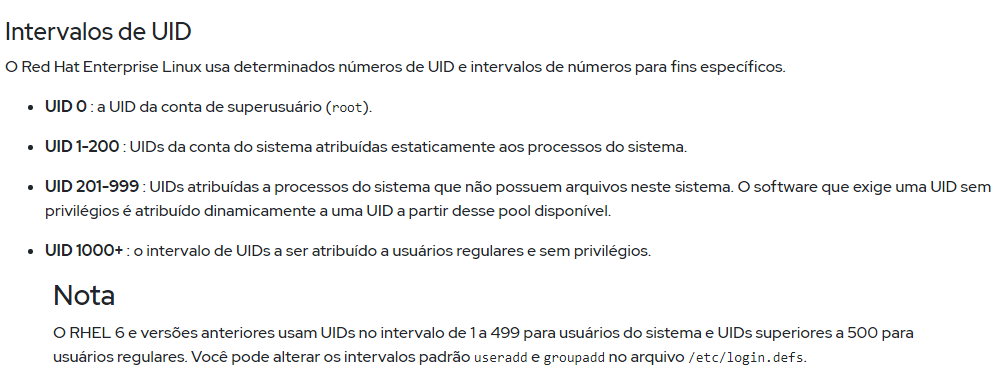 Intervalos de UID
O Red Hat Enterprise Linux usa determinados números de UID e intervalos de números para fins específicos.
• UID 0 : a UID da conta de superusuário (root).
• UID 1-200 : UIDs da conta do sistema atribuídas estaticamente aos processos do sistema.
• UID 201-999 : UIDs atribuídas a processos do sistema que não possuem arquivos neste sistema. O software que exige uma UID sem
privilégios é atribuído dinamicamente a uma UID a partir desse pool disponível.
• UID 1000+ : o intervalo de UIDs a ser atribuído a usuários regulares e sem privilégios.
Nota
O RHEL 6 e versões anteriores usam UIDs no intervalo de 1 a 499 para usuários do sistema e UIDs superiores a 500 para
usuários regulares. Você pode alterar os intervalos padrão useradd e groupadd no arquivo /etc/login.defs.